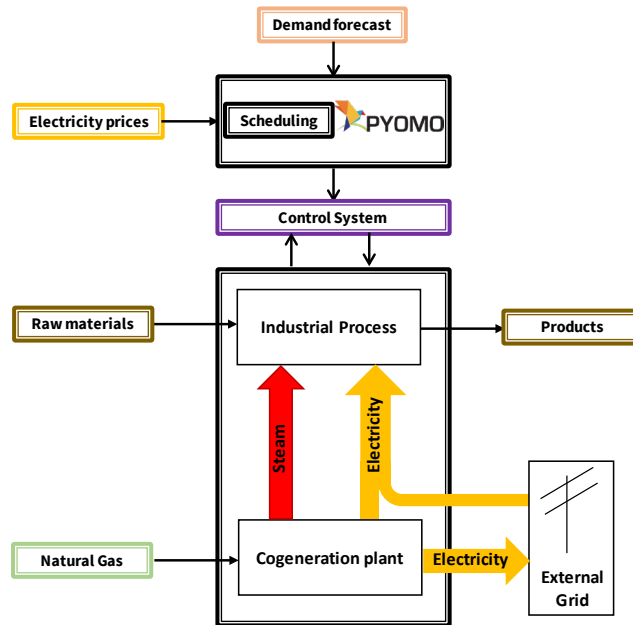 Demand forecast
Electricity prices
Scheduling
PYOMO
Control System
Raw materials
Industrial Process
Products
Steam
Electricity
Natural Gas
Cogeneration plant
Electricity
External
Grid